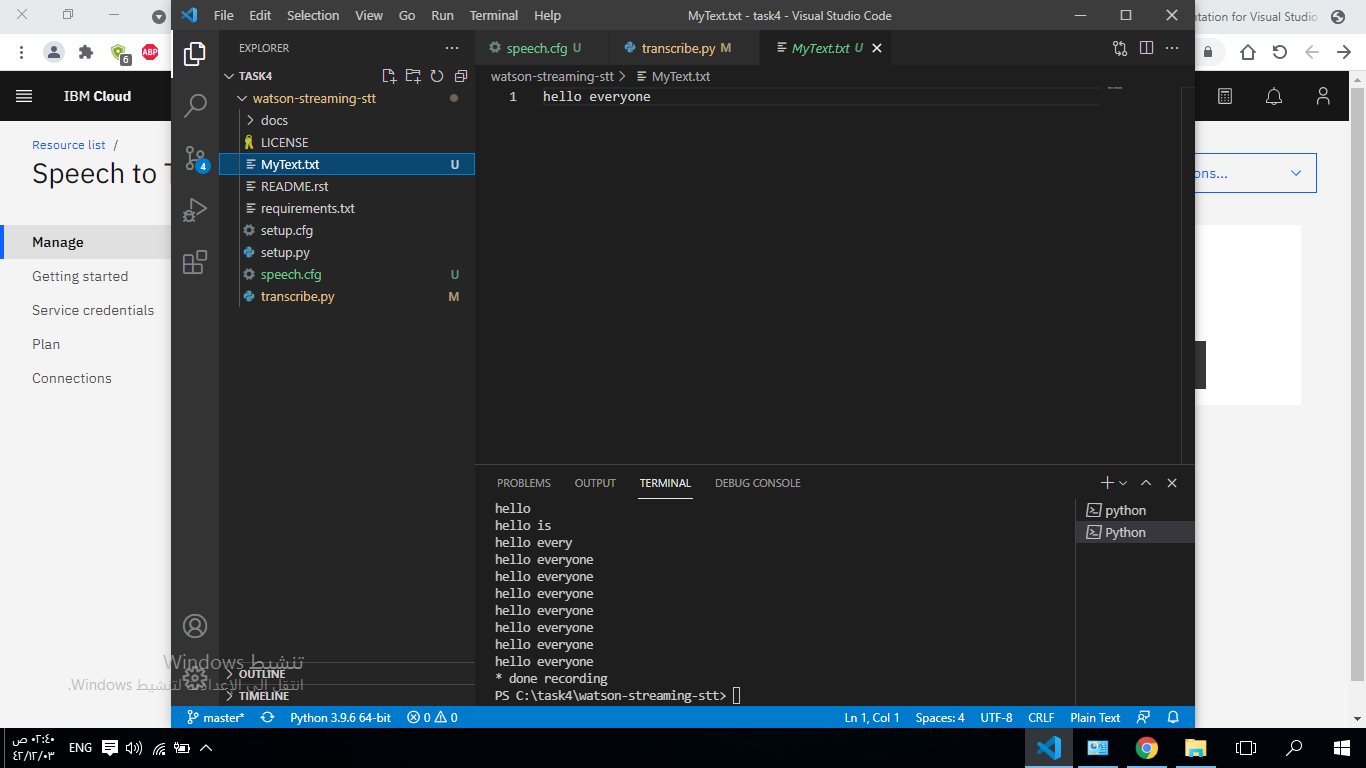 File Edit Selection View Go Run Terminal Help
MyText.txt - task4 - Visual Studio Code
ntation for Visual Studio
6
ABP
IBM Cloud
Resource list /
Speech to T
Manage
Getting started
Service credentials
Plan
Connections
ons...
EXPLORER
TASK4
watson-streaming-stt
docs
LICENSE
MyText.txt U
README.rst
requirements.txt
setup.cfg
setup.py
speech.cfg U
transcribe.py M
4
OUTLINE
TIMELINE
speech.cfg U
transcribe.py M
MyText.txt U
watson-streaming-stt > MyText.txt
1 hello everyone
PROBLEMS OUTPUT TERMINAL DEBUG CONSOLE
hello
hello is
hello every
hello everyone
hello everyone
hello everyone
hello everyone
hello everyone
hello everyone
hello everyone
* done recording
PS C:\task4\watson-streaming-stt>
python
Python
تنشيط Windows
انتقل إلى الإعدادات لتنشيط Windows.
master*
Python 3.9.6 64-bit
0 0
Ln 1, Col 1 Spaces: 4 UTF-8 CRLF Plain Text
٠٢:٤٠ ص
٤٢/١٢/٠٣
ENG